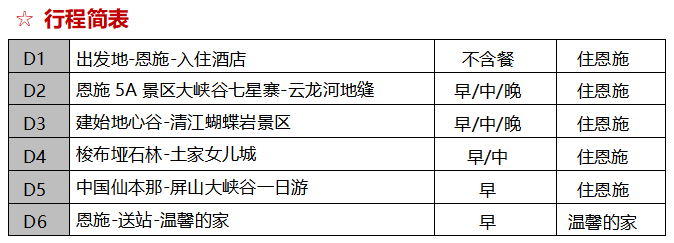 ☆ 行程简表
D1 出发地-恩施-入住酒店 不含餐 住恩施
D2 恩施 5A 景区大峡谷七星寨-云龙河地缝 早/中/晚 住恩施
D3 建始地心谷-清江蝴蝶岩景区 早/中/晚 住恩施
D4 梭布垭石林-土家女儿城 早/中 住恩施
D5 中国仙本那-屏山大峡谷一日游 早 住恩施
D6 恩施-送站-温馨的家 早 温馨的家